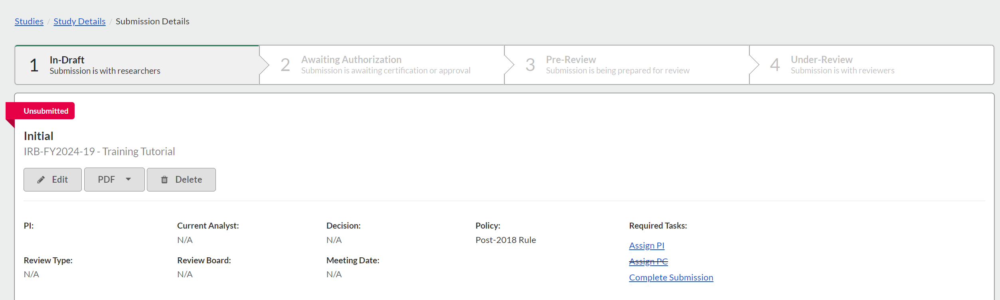 Studies / Study Details / Submission Details
1 In-Draft
Submission is with researchers
2 Awaiting Authorization
Submission is awaiting certification or approval
3 Pre-Review
Submission is being prepared for review
4 Under-Review
Submission is with reviewers
Unsubmitted
Initial
IRB-FY2024-19 - Training Tutorial
Edit PDF Delete
PI:
Current Analyst:
N/A
Decision:
N/A
Policy:
Post-2018 Rule
Required Tasks:
Assign PI
Assign PC
Complete Submission
Review Type:
N/A
Review Board:
N/A
Meeting Date:
N/A